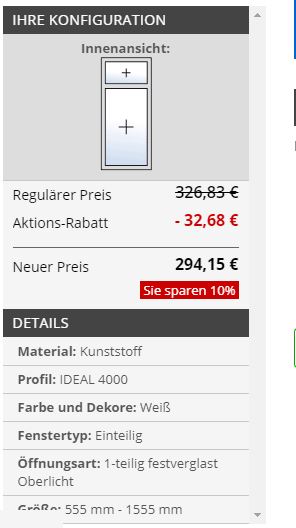 IHRE KONFIGURATION
Innenansicht:
Regulärer Preis 326,83 €
Aktions-Rabatt - 32,68 €
Neuer Preis 294,15 €
Sie sparen 10%
DETAILS
Material: Kunststoff
Profil: IDEAL 4000
Farbe und Dekore: Weiß
Fenstertyp: Einteilig
Öffnungsart: 1-teilig festverglast
Oberlicht
Größe: 555 mm - 1555 mm